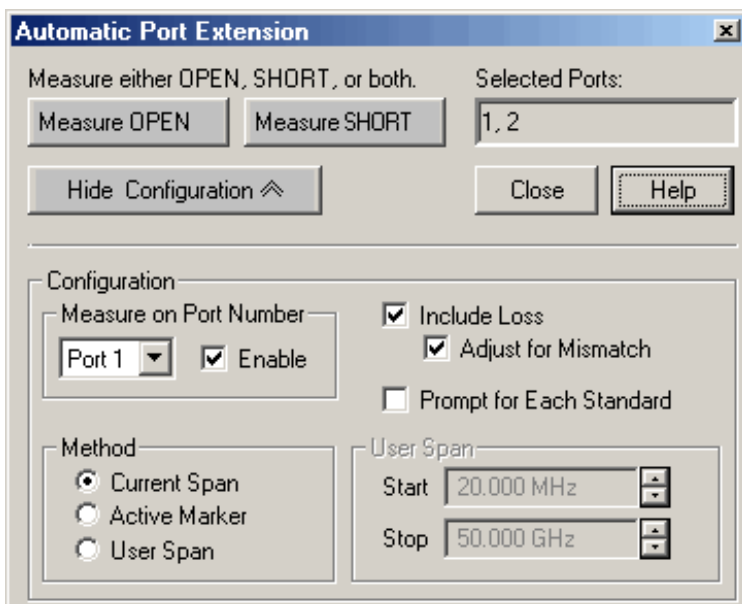 Automatic Port Extension
Measure either OPEN, SHORT, or both.
Selected Ports:
Measure OPEN
Measure SHORT
1, 2
Hide Configuration
Close
Help
Configuration
Measure on Port Number
Port 1
Enable
Include Loss
Adjust for Mismatch
Prompt for Each Standard
Method
Current Span
Active Marker
User Span
User Span
Start
20.000 MHz
Stop
50.000 GHz